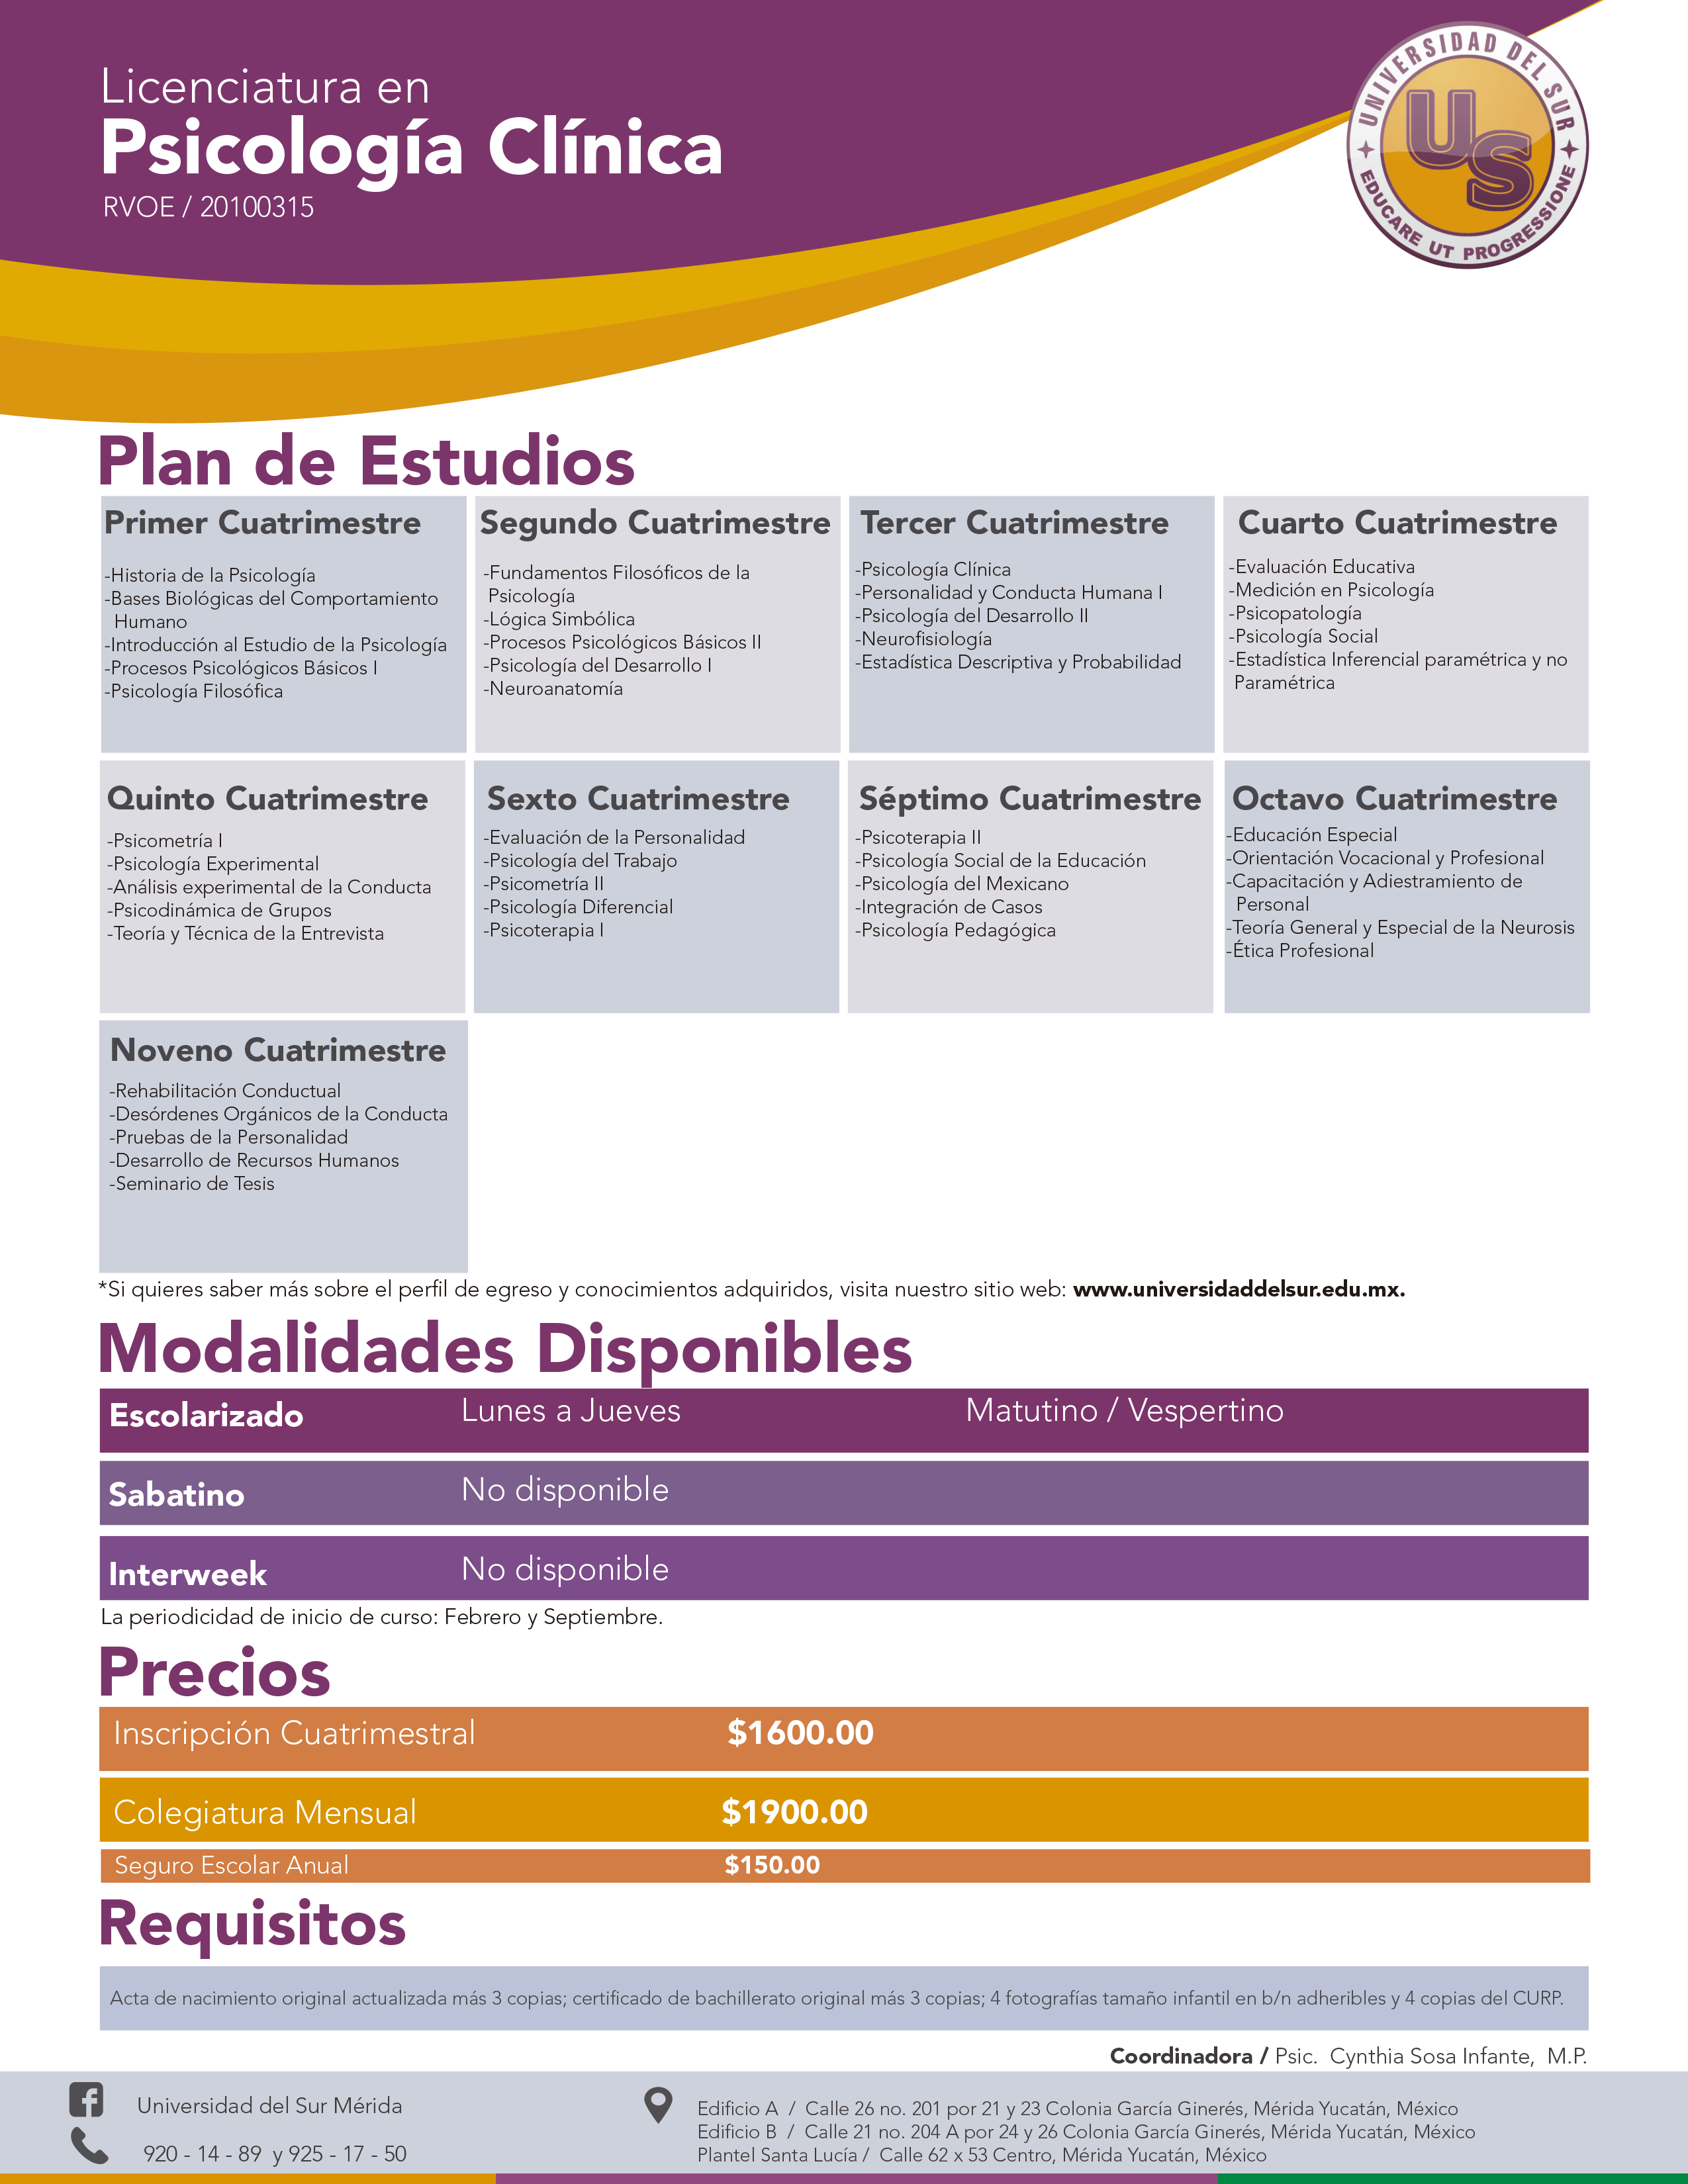 Licenciatura en
Psicología Clínica
RVOE / 20100315
UNIVERSIDAD DEL SUR
US
EDUCARE UT PROGRESSIONE
Plan de Estudios
Primer Cuatrimestre
-Historia de la Psicología
-Bases Biológicas del Comportamiento
Humano
-Introducción al Estudio de la Psicología
-Procesos Psicológicos Básicos I
-Psicología Filosófica
Segundo Cuatrimestre
-Fundamentos Filosóficos de la
Psicología
-Lógica Simbólica
-Procesos Psicológicos Básicos II
-Psicología del Desarrollo I
-Neuroanatomía
Tercer Cuatrimestre
-Psicología Clínica
-Personalidad y Conducta Humana I
-Psicología del Desarrollo II
-Neurofisiología
-Estadística Descriptiva y Probabilidad
Cuarto Cuatrimestre
-Evaluación Educativa
-Medición en Psicología
-Psicopatología
-Psicología Social
-Estadística Inferencial paramétrica y no
Paramétrica
Quinto Cuatrimestre
-Psicometría I
-Psicología Experimental
-Análisis experimental de la Conducta
-Psicodinámica de Grupos
-Teoría y Técnica de la Entrevista
Sexto Cuatrimestre
-Evaluación de la Personalidad
-Psicología del Trabajo
-Psicometría II
-Psicología Diferencial
-Psicoterapia I
Séptimo Cuatrimestre
-Psicoterapia II
-Psicología Social de la Educación
-Psicología del Mexicano
-Integración de Casos
-Psicología Pedagógica
Octavo Cuatrimestre
-Educación Especial
-Orientación Vocacional y Profesional
-Capacitación y Adiestramiento de
Personal
-Teoría General y Especial de la Neurosis
-Ética Profesional
Noveno Cuatrimestre
-Rehabilitación Conductual
-Desórdenes Orgánicos de la Conducta
-Pruebas de la Personalidad
-Desarrollo de Recursos Humanos
-Seminario de Tesis
*Si quieres saber más sobre el perfil de egreso y conocimientos adquiridos, visita nuestro sitio web: www.universidaddelsur.edu.mx.
Modalidades Disponibles
Escolarizado Lunes a Jueves Matutino / Vespertino
Sabatino No disponible
Interweek No disponible
La periodicidad de inicio de curso: Febrero y Septiembre.
Precios
Inscripción Cuatrimestral $1600.00
Colegiatura Mensual $1900.00
Seguro Escolar Anual $150.00
Requisitos
Acta de nacimiento original actualizada más 3 copias; certificado de bachillerato original más 3 copias; 4 fotografías tamaño infantil en b/n adheribles y 4 copias del CURP.
Coordinadora / Psic. Cynthia Sosa Infante, M.P.
Universidad del Sur Mérida
920 - 14 - 89 y 925 - 17 - 50
Edificio A / Calle 26 no. 201 por 21 y 23 Colonia García Ginerés, Mérida Yucatán, México
Edificio B / Calle 21 no. 204 A por 24 y 26 Colonia García Ginerés, Mérida Yucatán, México
Plantel Santa Lucía / Calle 62 x 53 Centro, Mérida Yucatán, México